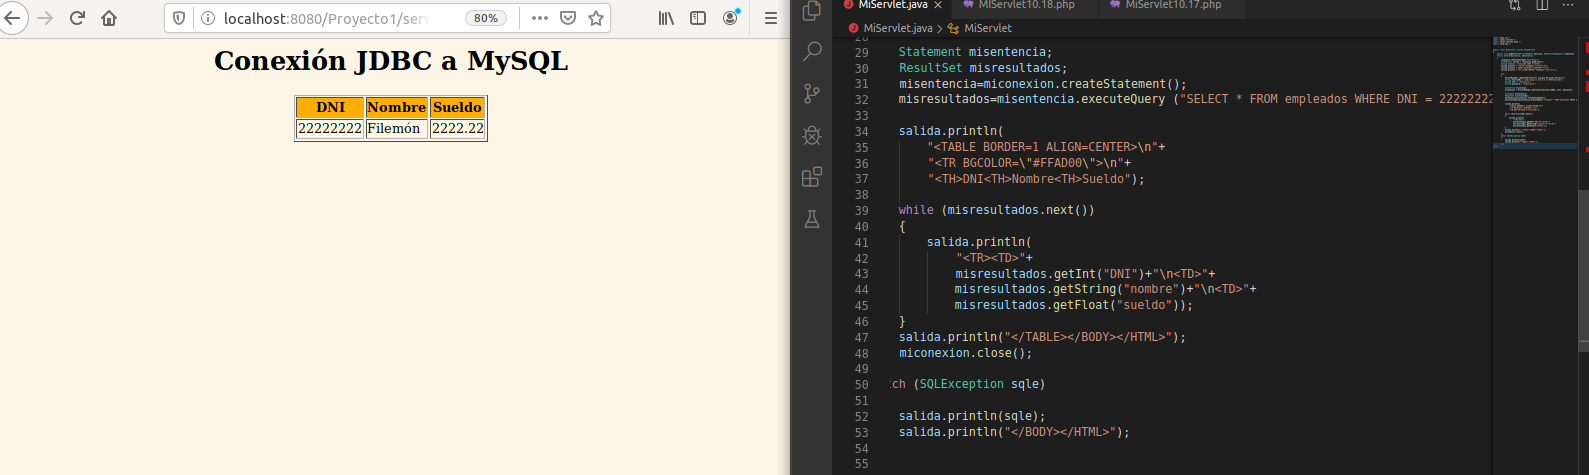 localhost:8080/Proyecto1/ser
80%
Conexión JDBC a MySQL
DNI Nombre Sueldo
22222222 Filemón 2222.22
MiServlet.java MIServlet10.18.php MiServlet10.17.php
MiServlet.java > MiServlet
29 Statement misentencia;
30 ResultSet misresultados;
31 misentencia=miconexion.createStatement();
32 misresultados=misentencia.executeQuery ("SELECT * FROM empleados WHERE DNI = 22222222
33
34 salida.println(
35 "<TABLE BORDER=1 ALIGN=CENTER>\n"+
36 "<TR BGCOLOR=\"#FFAD00\">\n"+
37 "<TH>DNI<TH>Nombre<TH>Sueldo");
38
39 while (misresultados.next())
40 {
41 salida.println(
42 "<TR><TD>"+
43 misresultados.getInt("DNI")+"\n<TD>"+
44 misresultados.getString("nombre")+"\n<TD>"+
45 misresultados.getFloat("sueldo"));
46 }
47 salida.println("</TABLE></BODY></HTML>");
48 miconexion.close();
49
50 ch (SQLException sqle)
51
52 salida.println(sqle);
53 salida.println("</BODY></HTML>");
54
55